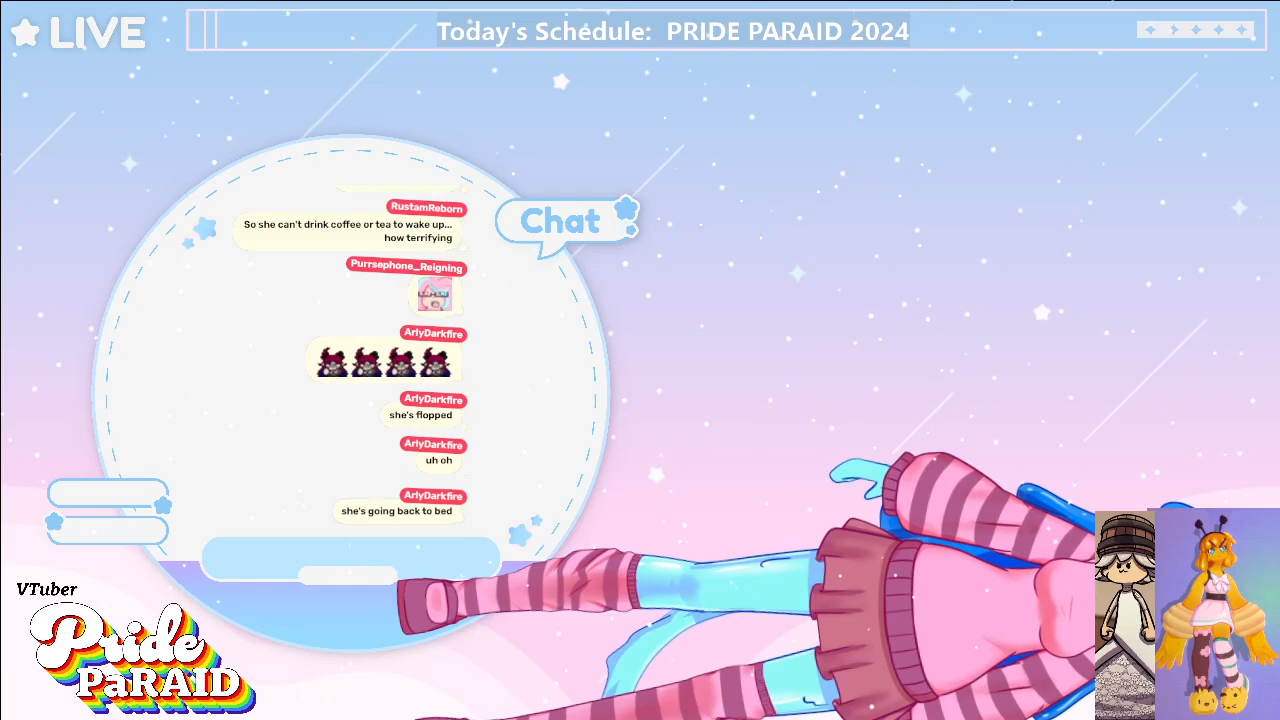 LIVE
Today's Schedule: PRIDE PARAID 2024
Chat
RustamReborn
So she can't drink coffee or tea to wake up...
how terrifying
Purrsephone_Reigning
ArlyDarkfire
ArlyDarkfire
she's flopped
ArlyDarkfire
uh oh
ArlyDarkfire
she's going back to bed
VTuber
Pride
PaRAID